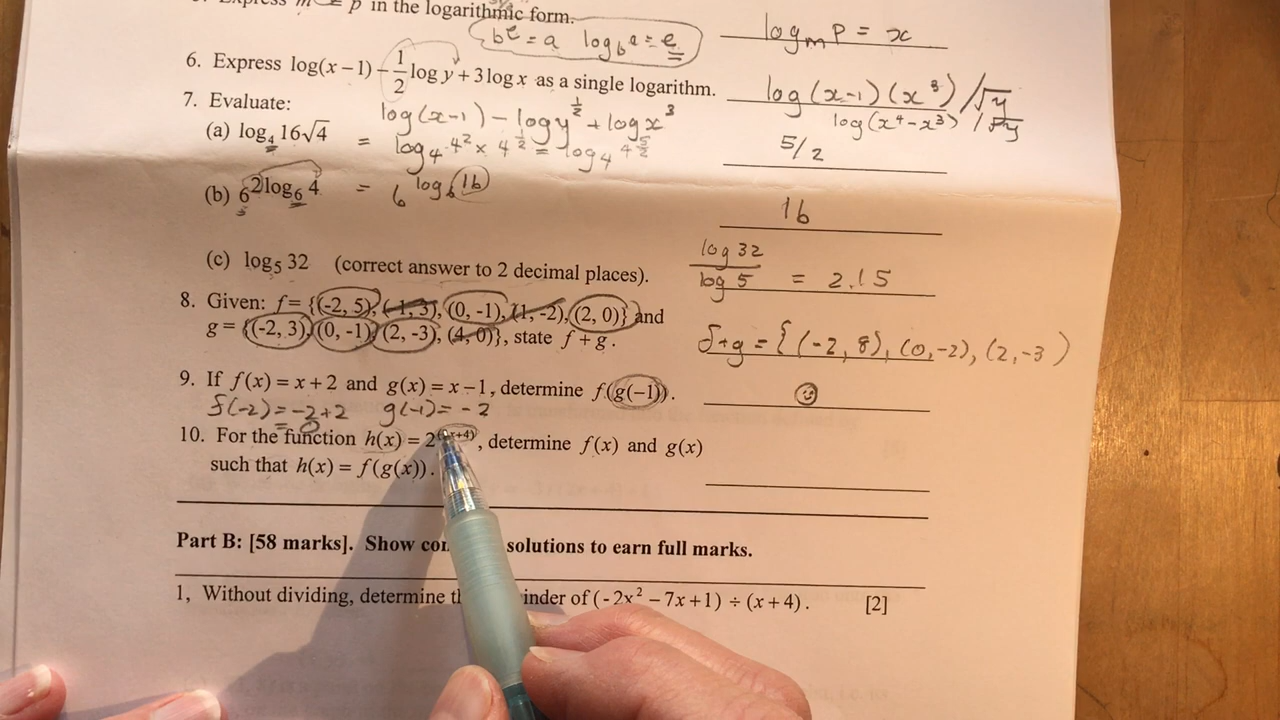 m = p in the logarithmic form.
b^e = a log_b a = e
log_m p = x
6. Express log(x − 1) − 1/2 log y + 3 log x as a single logarithm.
log(x-1)(x³)/√y
log(x⁴-x³)/√y
7. Evaluate:
log(x-1) - log y^1/2 + log x³
(a) log₄ 16√4 = log₄ 4² × 4^1/2 = log₄ 4^5/2
5/2
(b) 6^(2log₆ 4) = 6^(log₆ 16)
16
(c) log₅ 32 (correct answer to 2 decimal places).
log 32 / log 5 = 2.15
8. Given: f = {(-2, 5), (-1, 3), (0, -1), (1, -2), (2, 0)} and
g = {(-2, 3), (0, -1), (2, -3), (4, 0)}, state f + g.
f+g = {(-2, 8), (0, -2), (2, -3)
9. If f(x) = x + 2 and g(x) = x − 1, determine f(g(−1)).
f(-2) = -2+2 g(-1) = -2
= 0
10. For the function h(x) = 2 x+4), determine f(x) and g(x)
such that h(x) = f(g(x)).
Part B: [58 marks]. Show solutions to earn full marks.
1, Without dividing, determine of (-2x² − 7x + 1) ÷ (x + 4). [2]